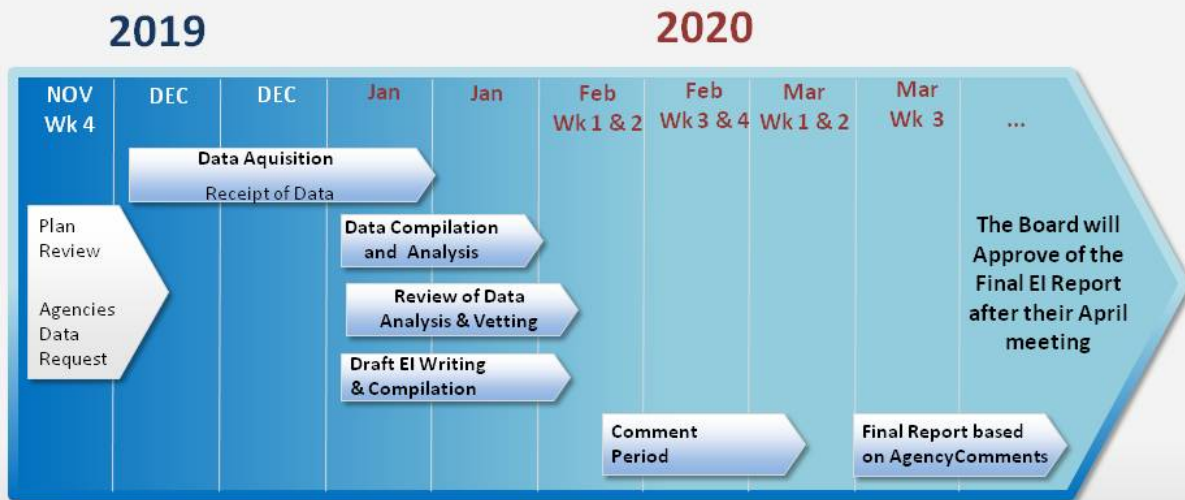 2019
2020
NOV
Wk 4
DEC
DEC
Jan
Jan
Feb
Wk 1 & 2
Feb
Wk 3 & 4
Mar
Wk 1 & 2
Mar
Wk 3
...
Data Aquisition
Receipt of Data
Plan
Review
Agencies
Data
Request
Data Compilation
and Analysis
Review of Data
Analysis & Vetting
Draft EI Writing
& Compilation
Comment
Period
Final Report based
on AgencyComments
The Board will
Approve of the
Final EI Report
after their April
meeting